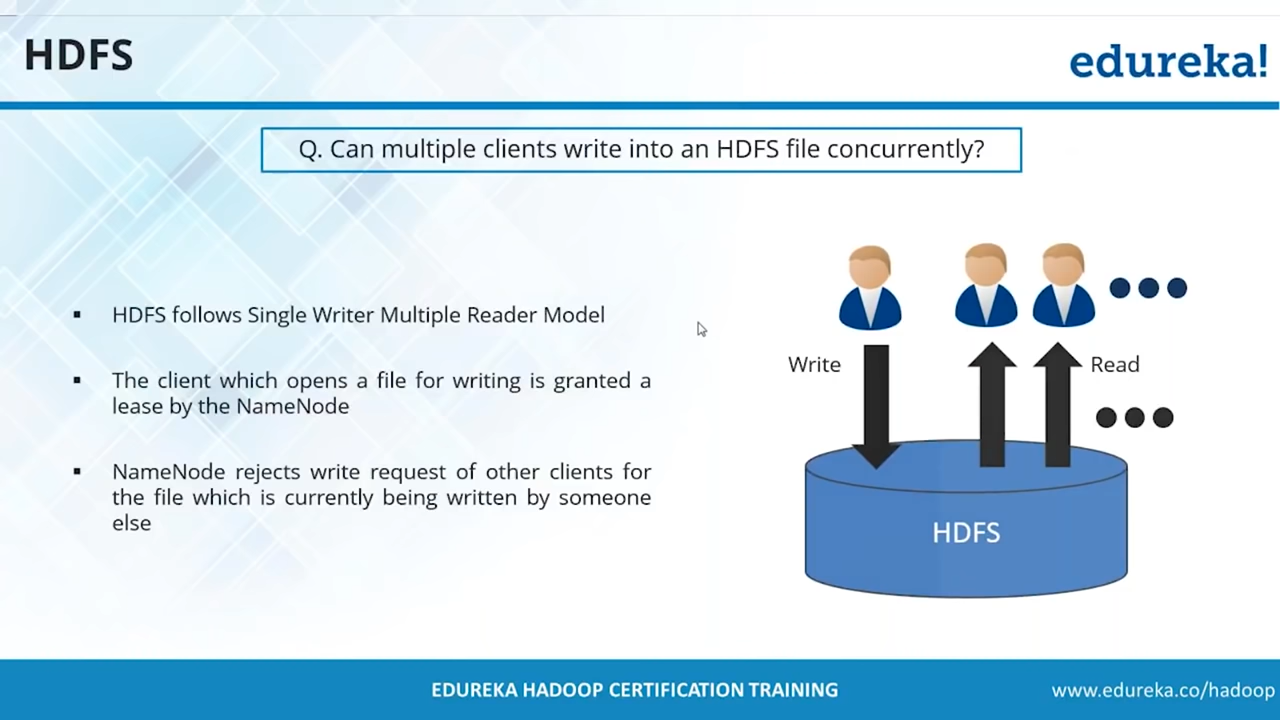 HDFS
edureka!
Q. Can multiple clients write into an HDFS file concurrently?
▪ HDFS follows Single Writer Multiple Reader Model
▪ The client which opens a file for writing is granted a
lease by the NameNode
▪ NameNode rejects write request of other clients for
the file which is currently being written by someone
else
Write
Read
HDFS
EDUREKA HADOOP CERTIFICATION TRAINING
www.edureka.co/hadoop